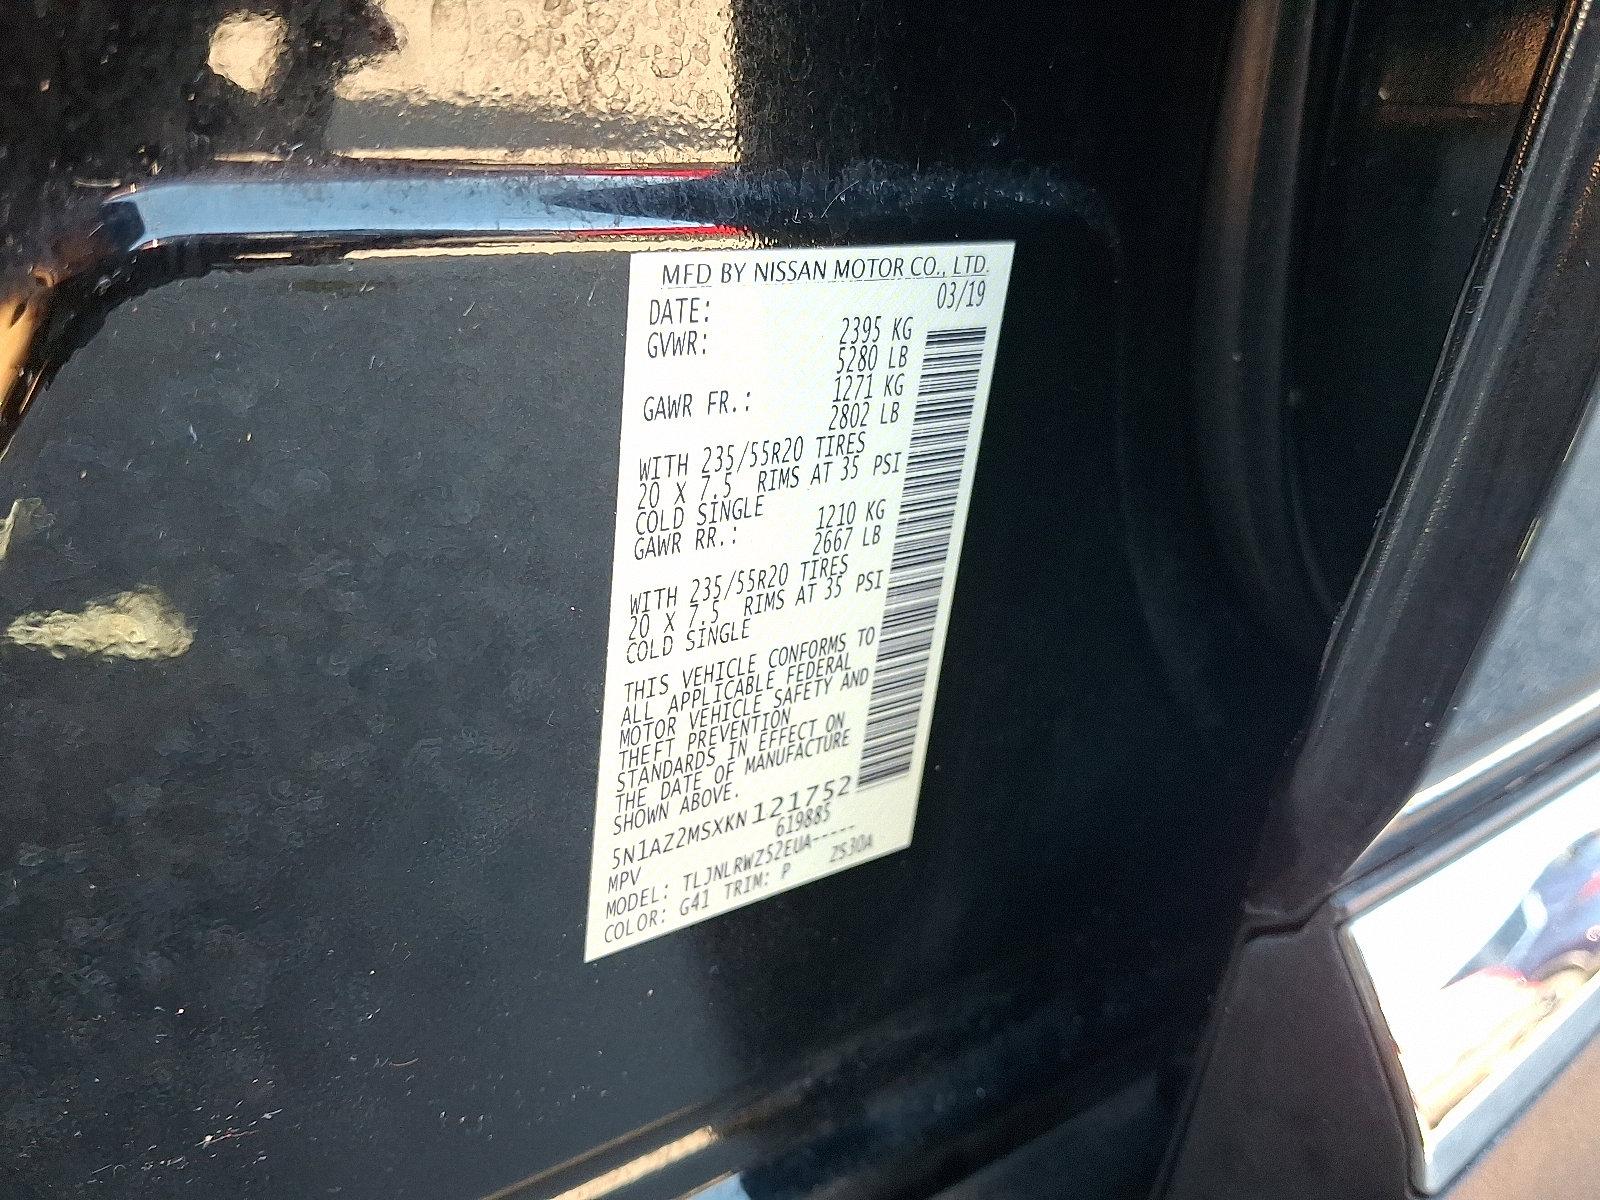 MFD BY NISSAN MOTOR CO., LTD.
DATE: 03/19
GVWR: 2395 KG
5280 LB
GAWR FR.: 1271 KG
2802 LB
WITH 235/55R20 TIRES
20 X 7.5 RIMS AT 35 PSI
COLD SINGLE
GAWR RR.: 1210 KG
2667 LB
WITH 235/55R20 TIRES
20 X 7.5 RIMS AT 35 PSI
COLD SINGLE
THIS VEHICLE CONFORMS TO
ALL APPLICABLE FEDERAL
MOTOR VEHICLE SAFETY AND
THEFT PREVENTION
STANDARDS IN EFFECT ON
THE DATE OF MANUFACTURE
SHOWN ABOVE.
5N1AZ2MSXKN121752
MPV 619885
MODEL: TLJNLRWZ52EUA-----
COLOR: G41 TRIM: P ZS30A